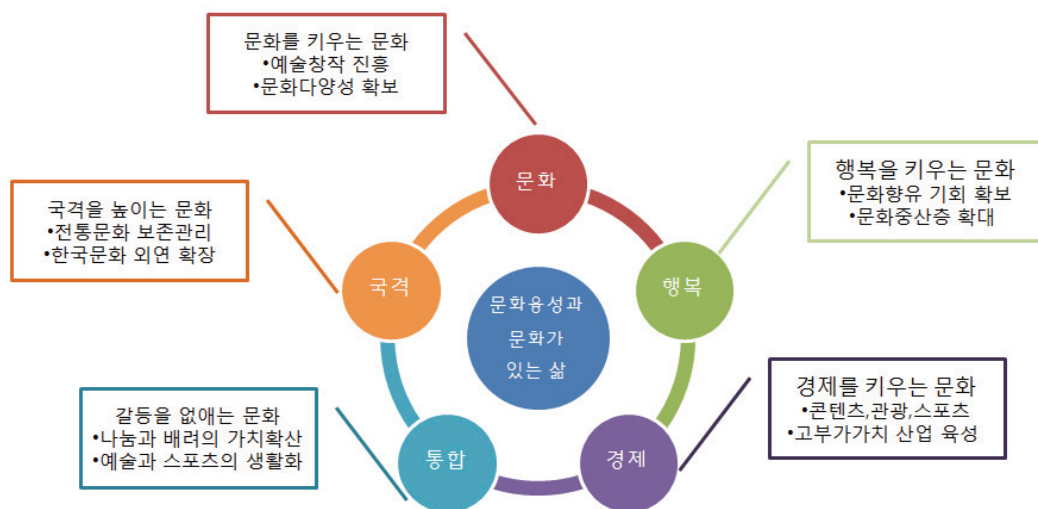 문화를 키우는 문화
•예술창작 진흥
•문화다양성 확보
문화
행복을 키우는 문화
•문화향유 기회 확보
•문화중산층 확대
행복
경제를 키우는 문화
•콘텐츠,관광,스포츠
•고부가가치 산업 육성
경제
갈등을 없애는 문화
•나눔과 배려의 가치확산
•예술과 스포츠의 생활화
통합
국격을 높이는 문화
•전통문화 보존관리
•한국문화 외연 확장
국격
문화융성과
문화가
있는 삶